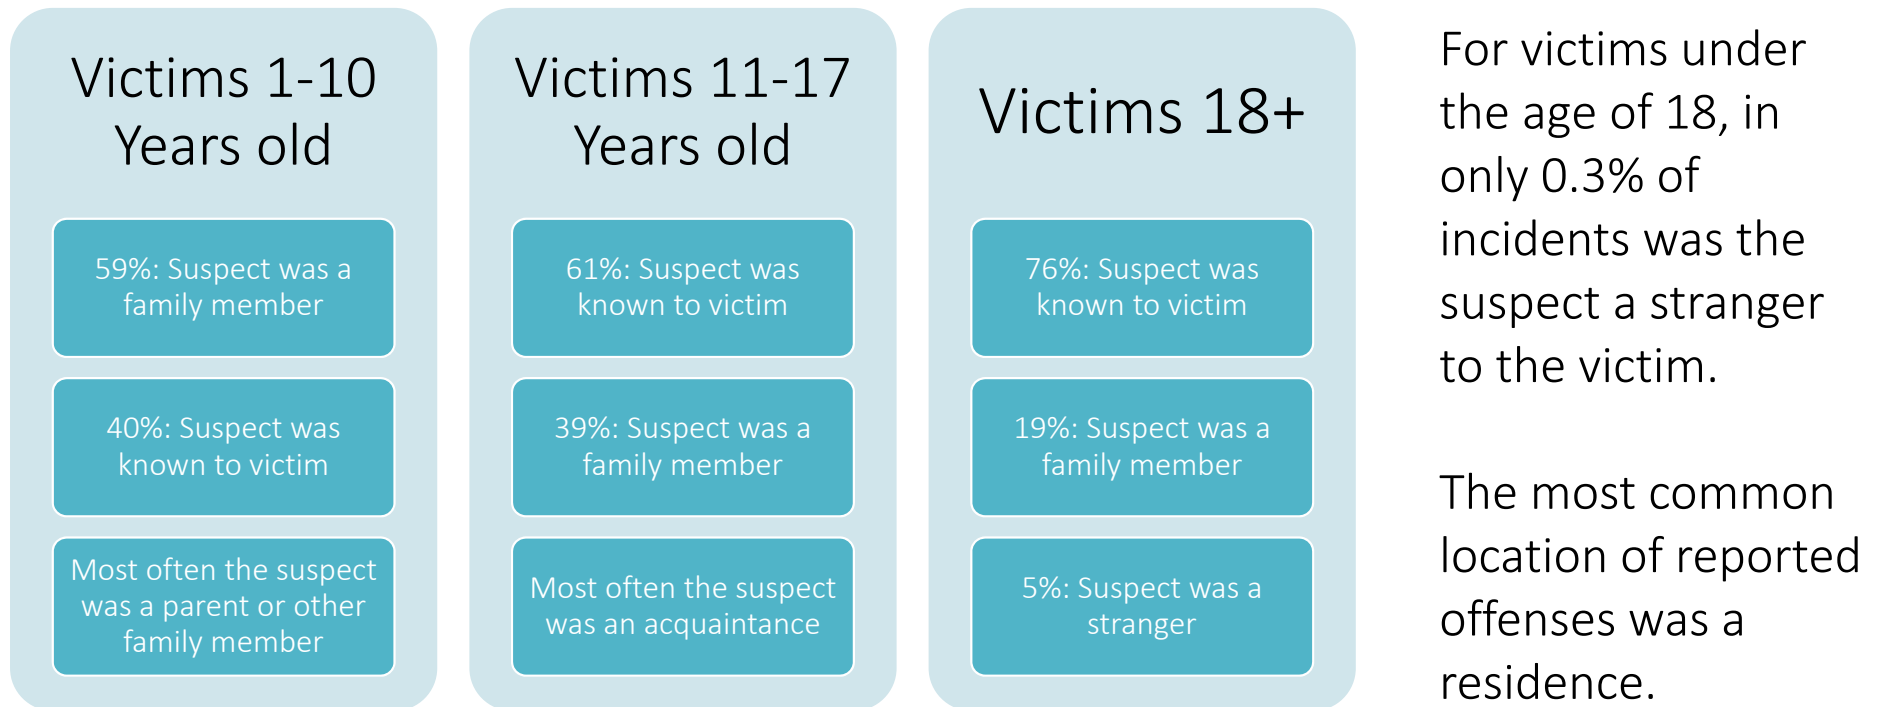 Victims 1-10
Years old
59%: Suspect was a
family member
40%: Suspect was
known to victim
Most often the suspect
was a parent or other
family member
Victims 11-17
Years old
61%: Suspect was
known to victim
39%: Suspect was a
family member
Most often the suspect
was an acquaintance
Victims 18+
76%: Suspect was
known to victim
19%: Suspect was a
family member
5%: Suspect was a
stranger
For victims under
the age of 18, in
only 0.3% of
incidents was the
suspect a stranger
to the victim.
The most common
location of reported
offenses was a
residence.